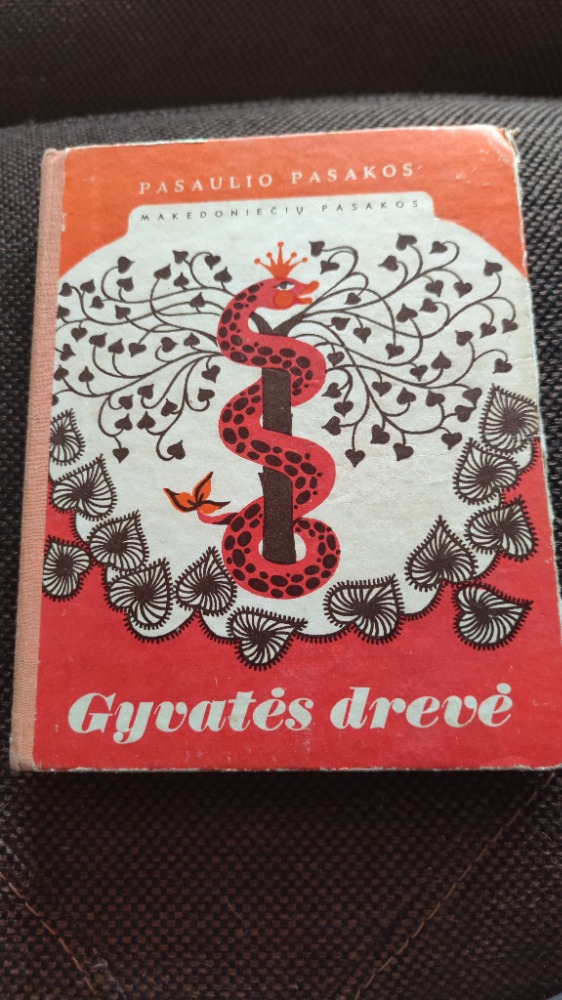 PASAULIO PASAKOS
MAKEDONIEČIŲ PASAKOS
Gyvatės drevė